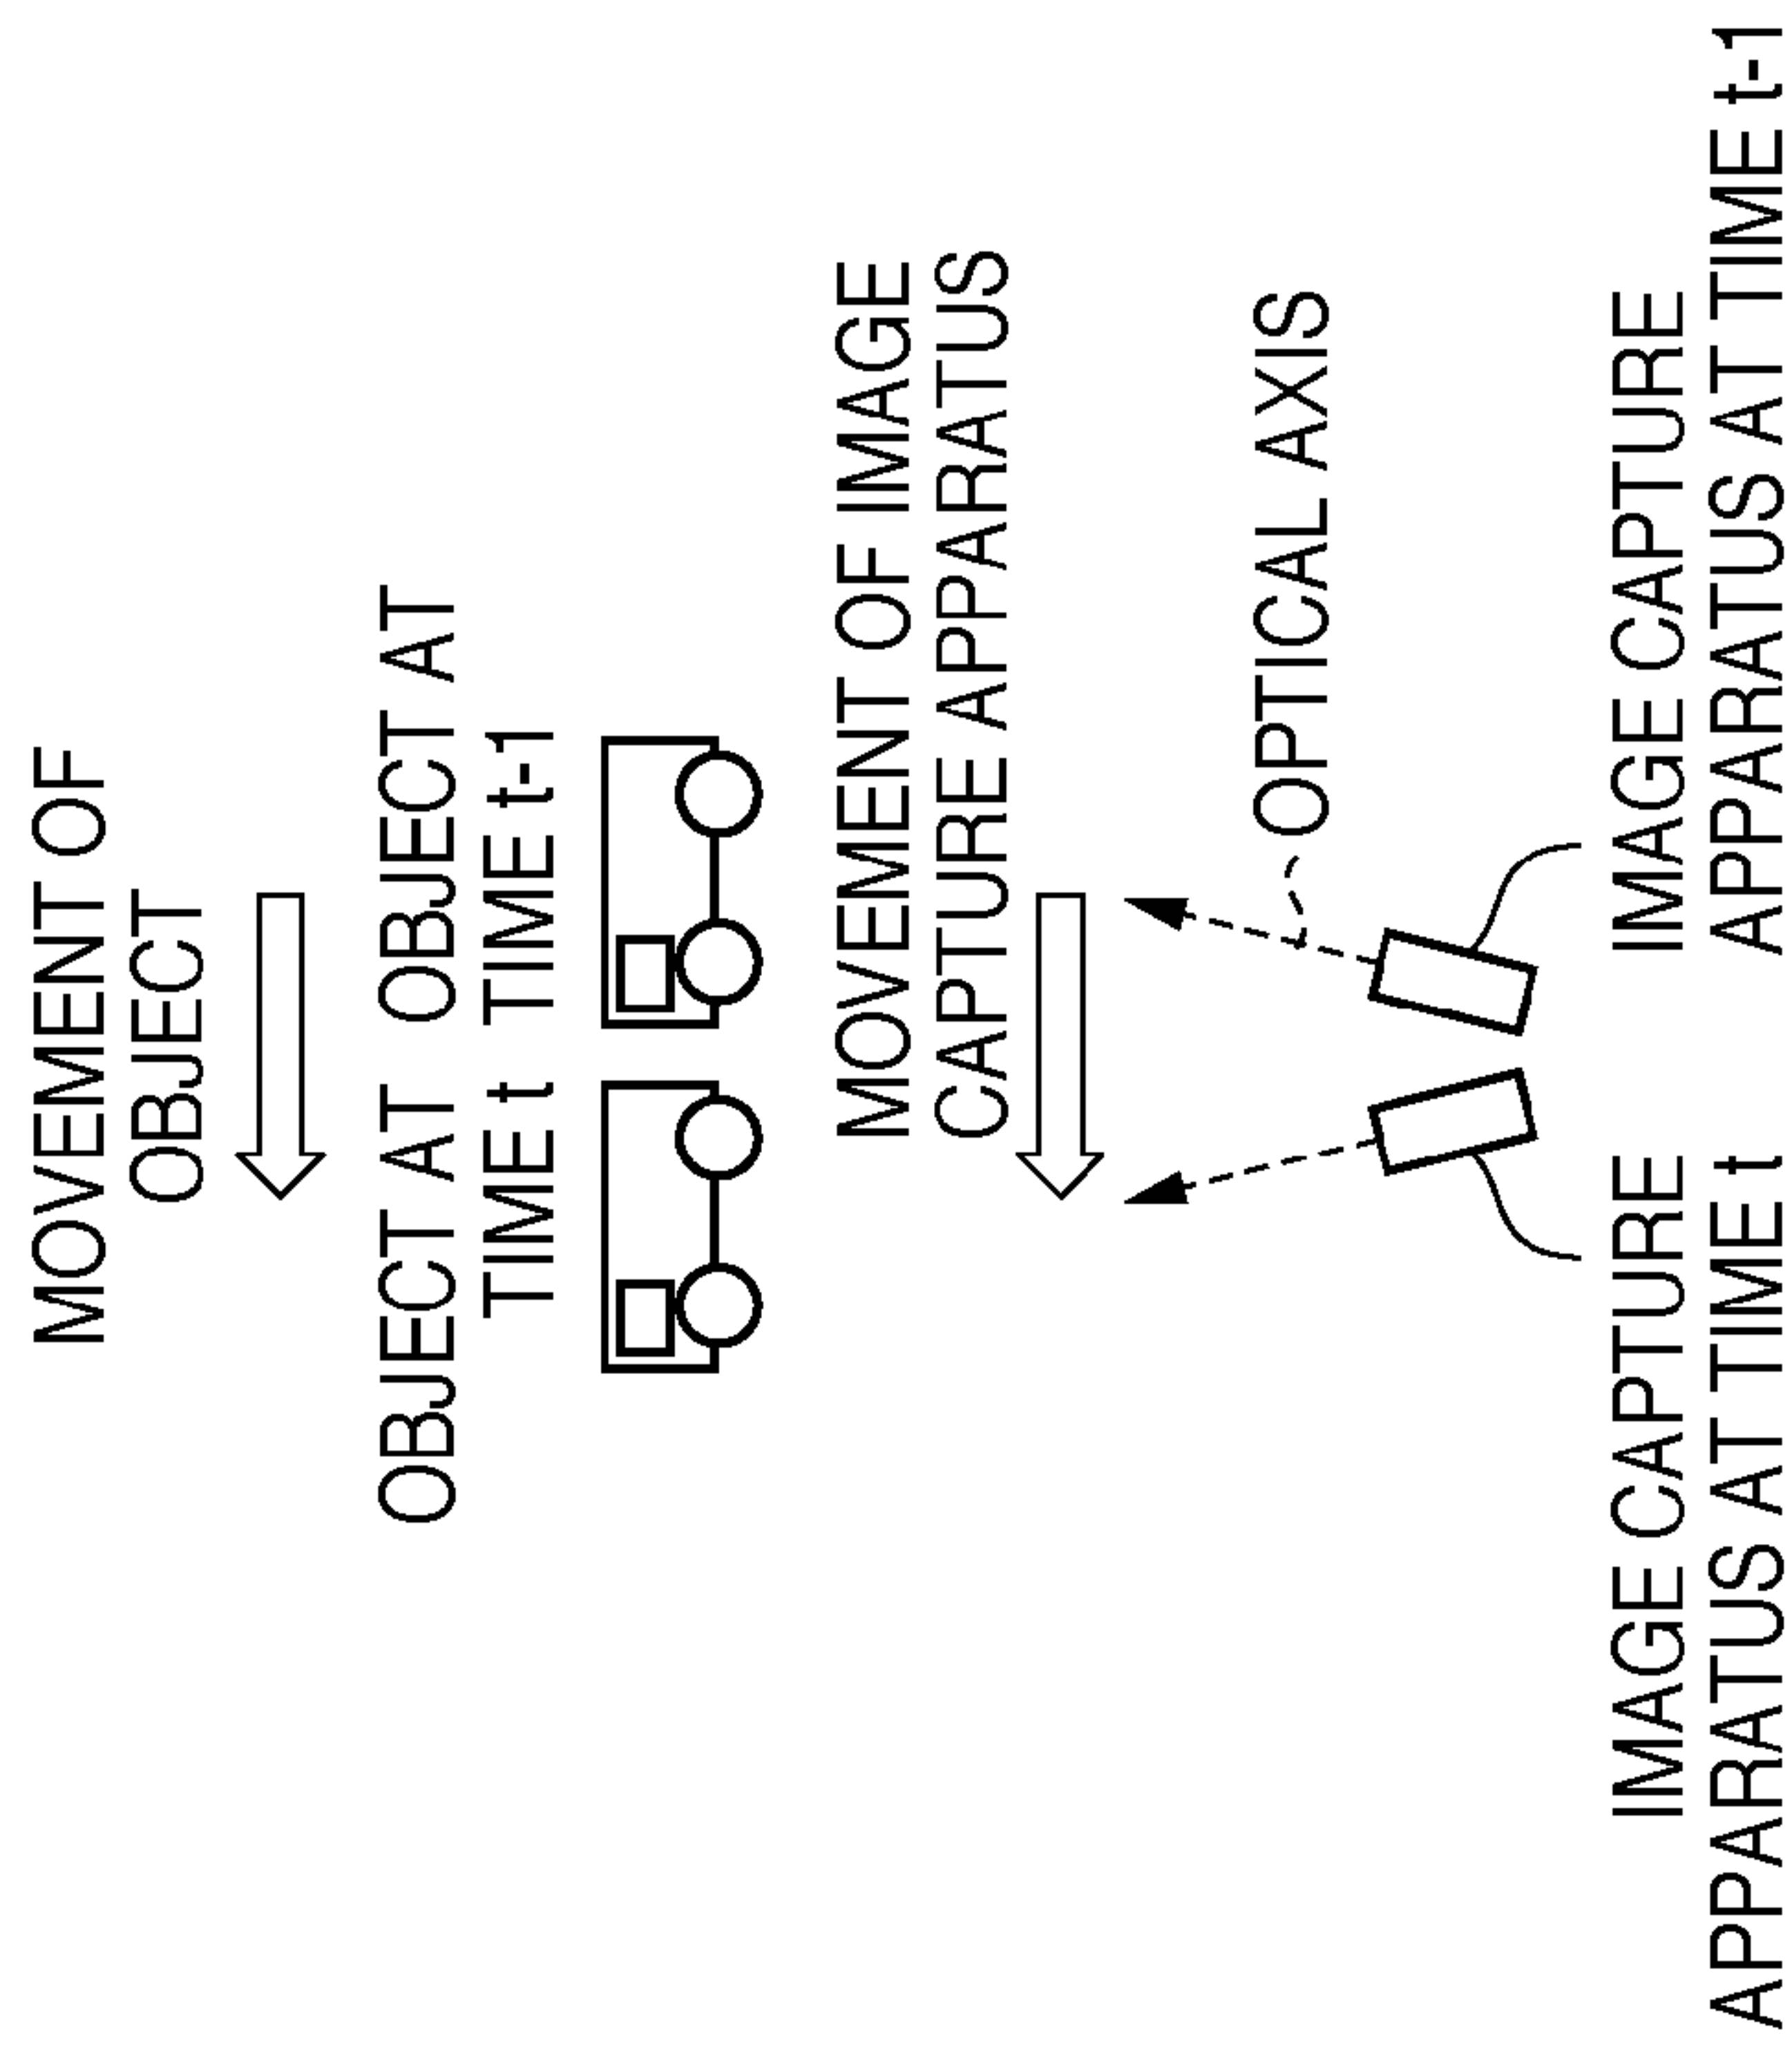 MOVEMENT OF
OBJECT
OBJECT AT
TIME t
OBJECT AT
TIME t-1
MOVEMENT OF IMAGE
CAPTURE APPARATUS
OPTICAL AXIS
IMAGE CAPTURE
APPARATUS AT TIME t
IMAGE CAPTURE
APPARATUS AT TIME t-1